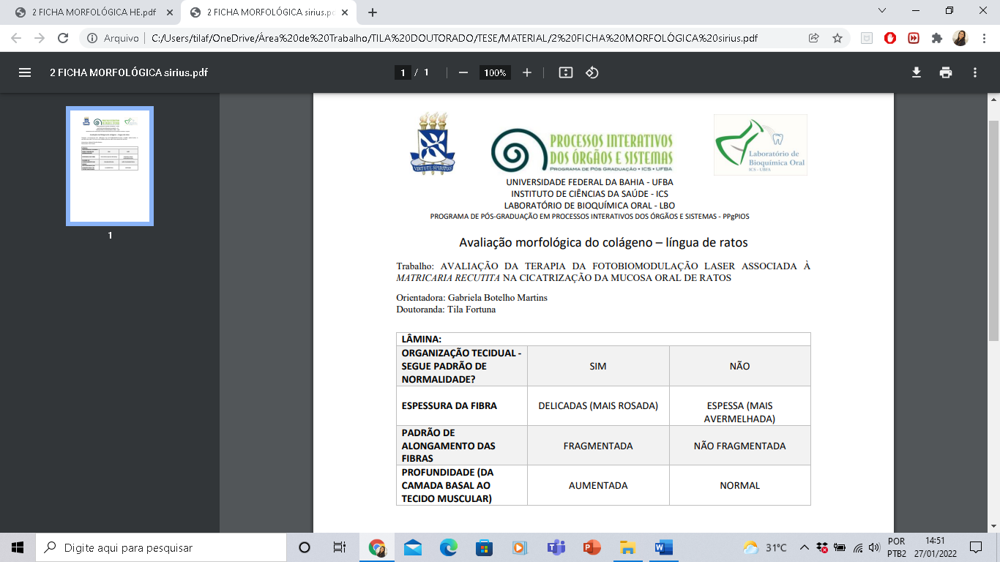 2 FICHA MORFOLÓGICA HE.pdf
2 FICHA MORFOLÓGICA sirius.pd
Arquivo
C:/Users/tilaf/OneDrive/Área%20de%20Trabalho/TILA%20DOUTORADO/TESE/MATERIAL/2%20FICHA%20MORFOLÓGICA%20sirius.pdf
2 FICHA MORFOLÓGICA sirius.pdf
1 / 1
100%
1
VIRTUTE SPIRITUS
PROCESSOS INTERATIVOS
DOS ÓRGÃOS E SISTEMAS
PROGRAMA DE PÓS GRADUAÇÃO • ICS • UFBA
Laboratório de
Bioquímica Oral
ICS - UFBA
UNIVERSIDADE FEDERAL DA BAHIA - UFBA
INSTITUTO DE CIÊNCIAS DA SAÚDE - ICS
LABORATÓRIO DE BIOQUÍMICA ORAL - LBO
PROGRAMA DE PÓS-GRADUAÇÃO EM PROCESSOS INTERATIVOS DOS ÓRGÃOS E SISTEMAS - PPgPIOS
Avaliação morfológica do colágeno – língua de ratos
Trabalho: AVALIAÇÃO DA TERAPIA DA FOTOBIOMODULAÇÃO LASER ASSOCIADA À
MATRICARIA RECUTITA NA CICATRIZAÇÃO DA MUCOSA ORAL DE RATOS
Orientadora: Gabriela Botelho Martins
Doutoranda: Tila Fortuna
LÂMINA:
ORGANIZAÇÃO TECIDUAL -
SEGUE PADRÃO DE
NORMALIDADE?
SIM
NÃO
ESPESSURA DA FIBRA
DELICADAS (MAIS ROSADA)
ESPESSA (MAIS
AVERMELHADA)
PADRÃO DE
ALONGAMENTO DAS
FIBRAS
FRAGMENTADA
NÃO FRAGMENTADA
PROFUNDIDADE (DA
CAMADA BASAL AO
TECIDO MUSCULAR)
AUMENTADA
NORMAL
Digite aqui para pesquisar
31°C
POR
PTB2
14:51
27/01/2022